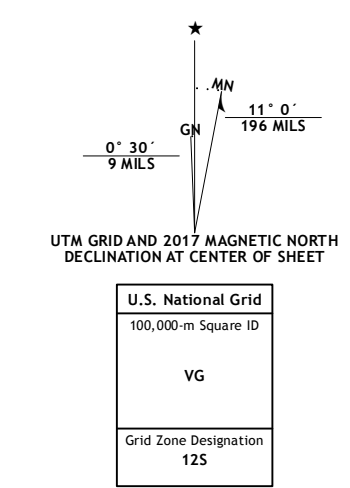 ★
MN
11° 0´
196 MILS
GN
0° 30´
9 MILS
UTM GRID AND 2017 MAGNETIC NORTH
DECLINATION AT CENTER OF SHEET
U.S. National Grid
100,000-m Square ID
VG
Grid Zone Designation
12S